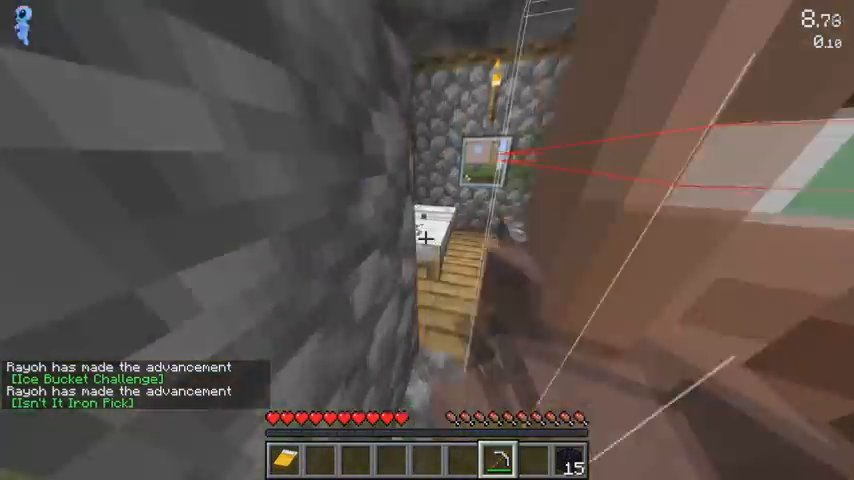 8.78
0.10
Rayoh has made the advancement
[Ice Bucket Challenge]
Rayoh has made the advancement
[Isn't It Iron Pick]
15